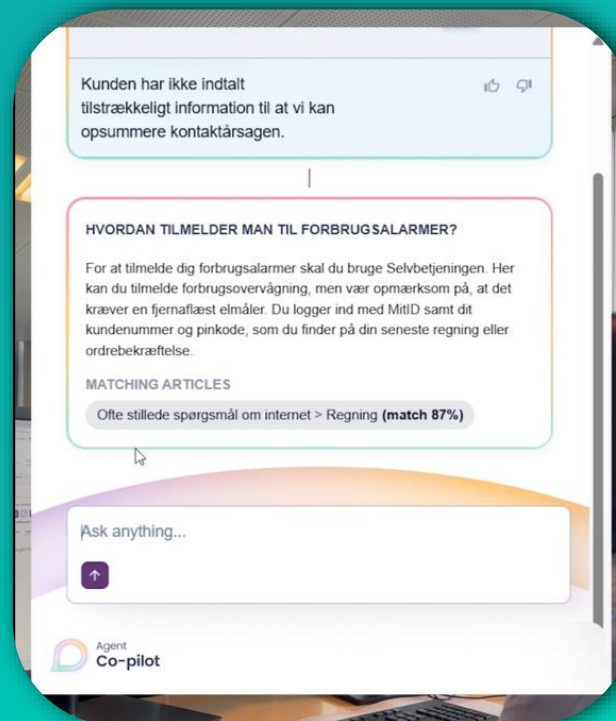 Kunden har ikke indtalt
tilstrækkeligt information til at vi kan
opsummere kontaktårsagen.
HVORDAN TILMELDER MAN TIL FORBRUGSALARMER?
For at tilmelde dig forbrugsalarmer skal du bruge Selvbetjeningen. Her
kan du tilmelde forbrugsovervågning, men vær opmærksom på, at det
kræver en fjernaflæst elmåler. Du logger ind med MitID samt dit
kundenummer og pinkode, som du finder på din seneste regning eller
ordrebekræftelse.
MATCHING ARTICLES
Ofte stillede spørgsmål om internet > Regning (match 87%)
Ask anything...
Agent
Co-pilot